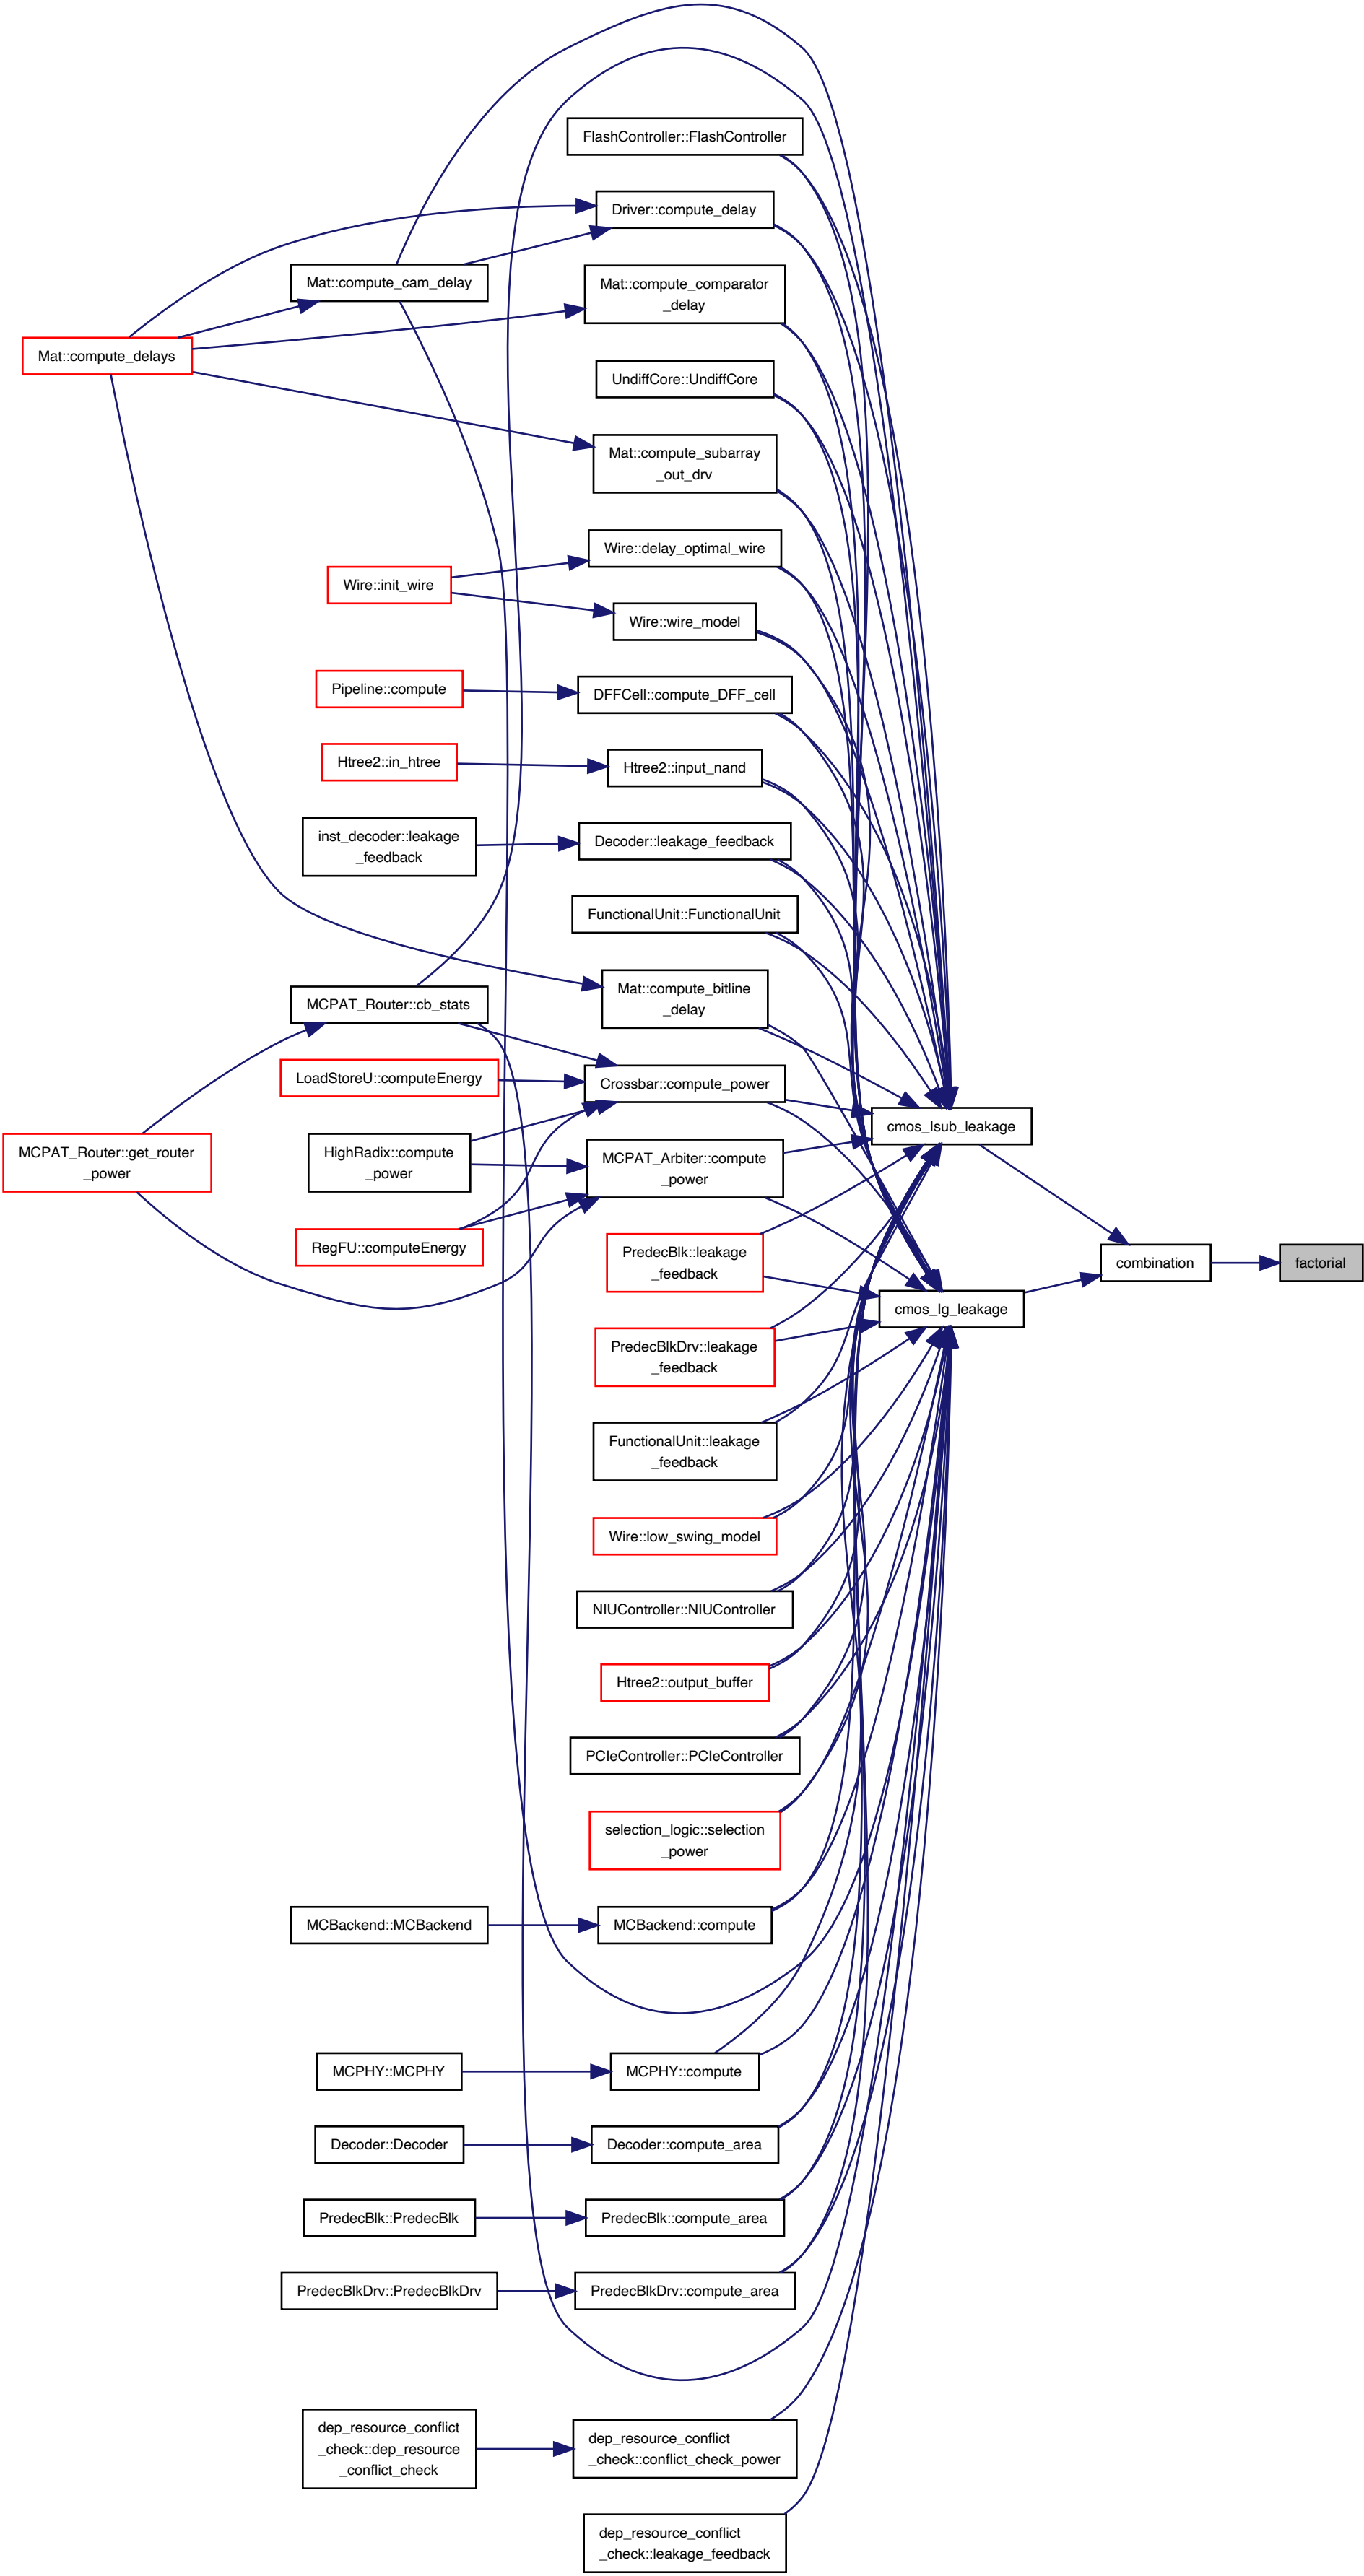 FlashController::FlashController
Driver::compute_delay
Mat::compute_cam_delay
Mat::compute_comparator
_delay
Mat::compute_delays
UndiffCore::UndiffCore
Mat::compute_subarray
_out_drv
Wire::delay_optimal_wire
Wire::init_wire
Wire::wire_model
Pipeline::compute
DFFCell::compute_DFF_cell
Htree2::in_htree
Htree2::input_nand
inst_decoder::leakage
_feedback
Decoder::leakage_feedback
FunctionalUnit::FunctionalUnit
Mat::compute_bitline
_delay
MCPAT_Router::cb_stats
LoadStoreU::computeEnergy
Crossbar::compute_power
cmos_Isub_leakage
MCPAT_Router::get_router
_power
HighRadix::compute
_power
MCPAT_Arbiter::compute
_power
RegFU::computeEnergy
PredecBlk::leakage
_feedback
combination
factorial
cmos_Ig_leakage
PredecBlkDrv::leakage
_feedback
FunctionalUnit::leakage
_feedback
Wire::low_swing_model
NIUController::NIUController
Htree2::output_buffer
PCIeController::PCIeController
selection_logic::selection
_power
MCBackend::MCBackend
MCBackend::compute
MCPHY::MCPHY
MCPHY::compute
Decoder::Decoder
Decoder::compute_area
PredecBlk::PredecBlk
PredecBlk::compute_area
PredecBlkDrv::PredecBlkDrv
PredecBlkDrv::compute_area
dep_resource_conflict
_check::dep_resource
_conflict_check
dep_resource_conflict
_check::conflict_check_power
dep_resource_conflict
_check::leakage_feedback